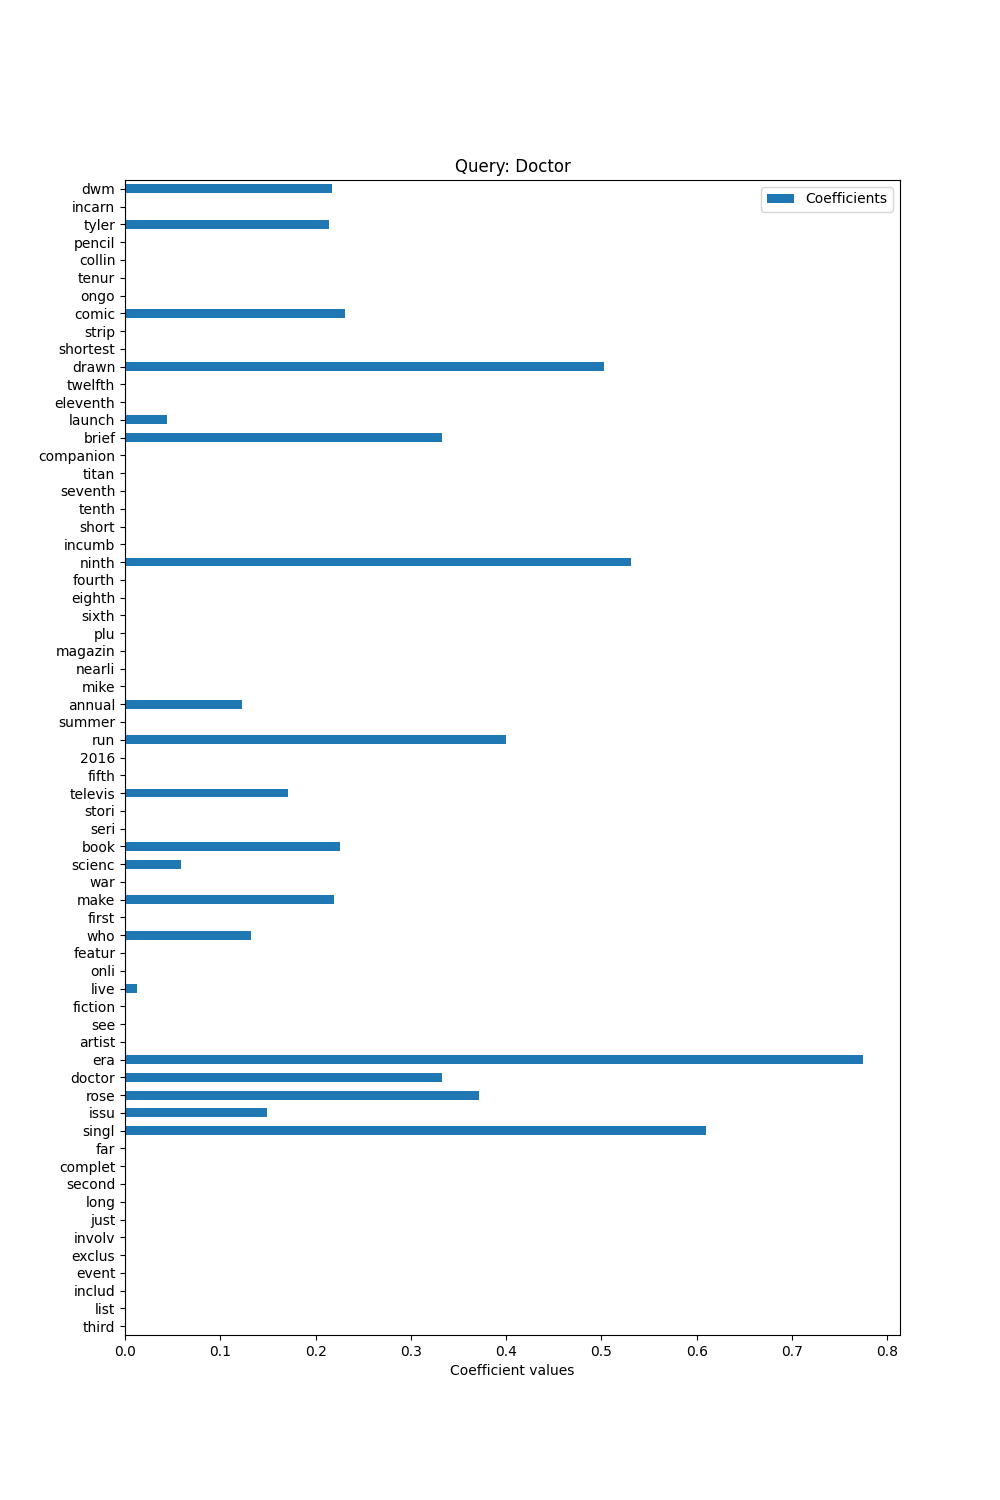 Query: Doctor
Coefficients
dwm
incarn
tyler
pencil
collin
tenur
ongo
comic
strip
shortest
drawn
twelfth
eleventh
launch
brief
companion
titan
seventh
tenth
short
incumb
ninth
fourth
eighth
sixth
plu
magazin
nearli
mike
annual
summer
run
2016
fifth
televis
stori
seri
book
scienc
war
make
first
who
featur
onli
live
fiction
see
artist
era
doctor
rose
issu
singl
far
complet
second
long
just
involv
exclus
event
includ
list
third
0.0 0.1 0.2 0.3 0.4 0.5 0.6 0.7 0.8
Coefficient values